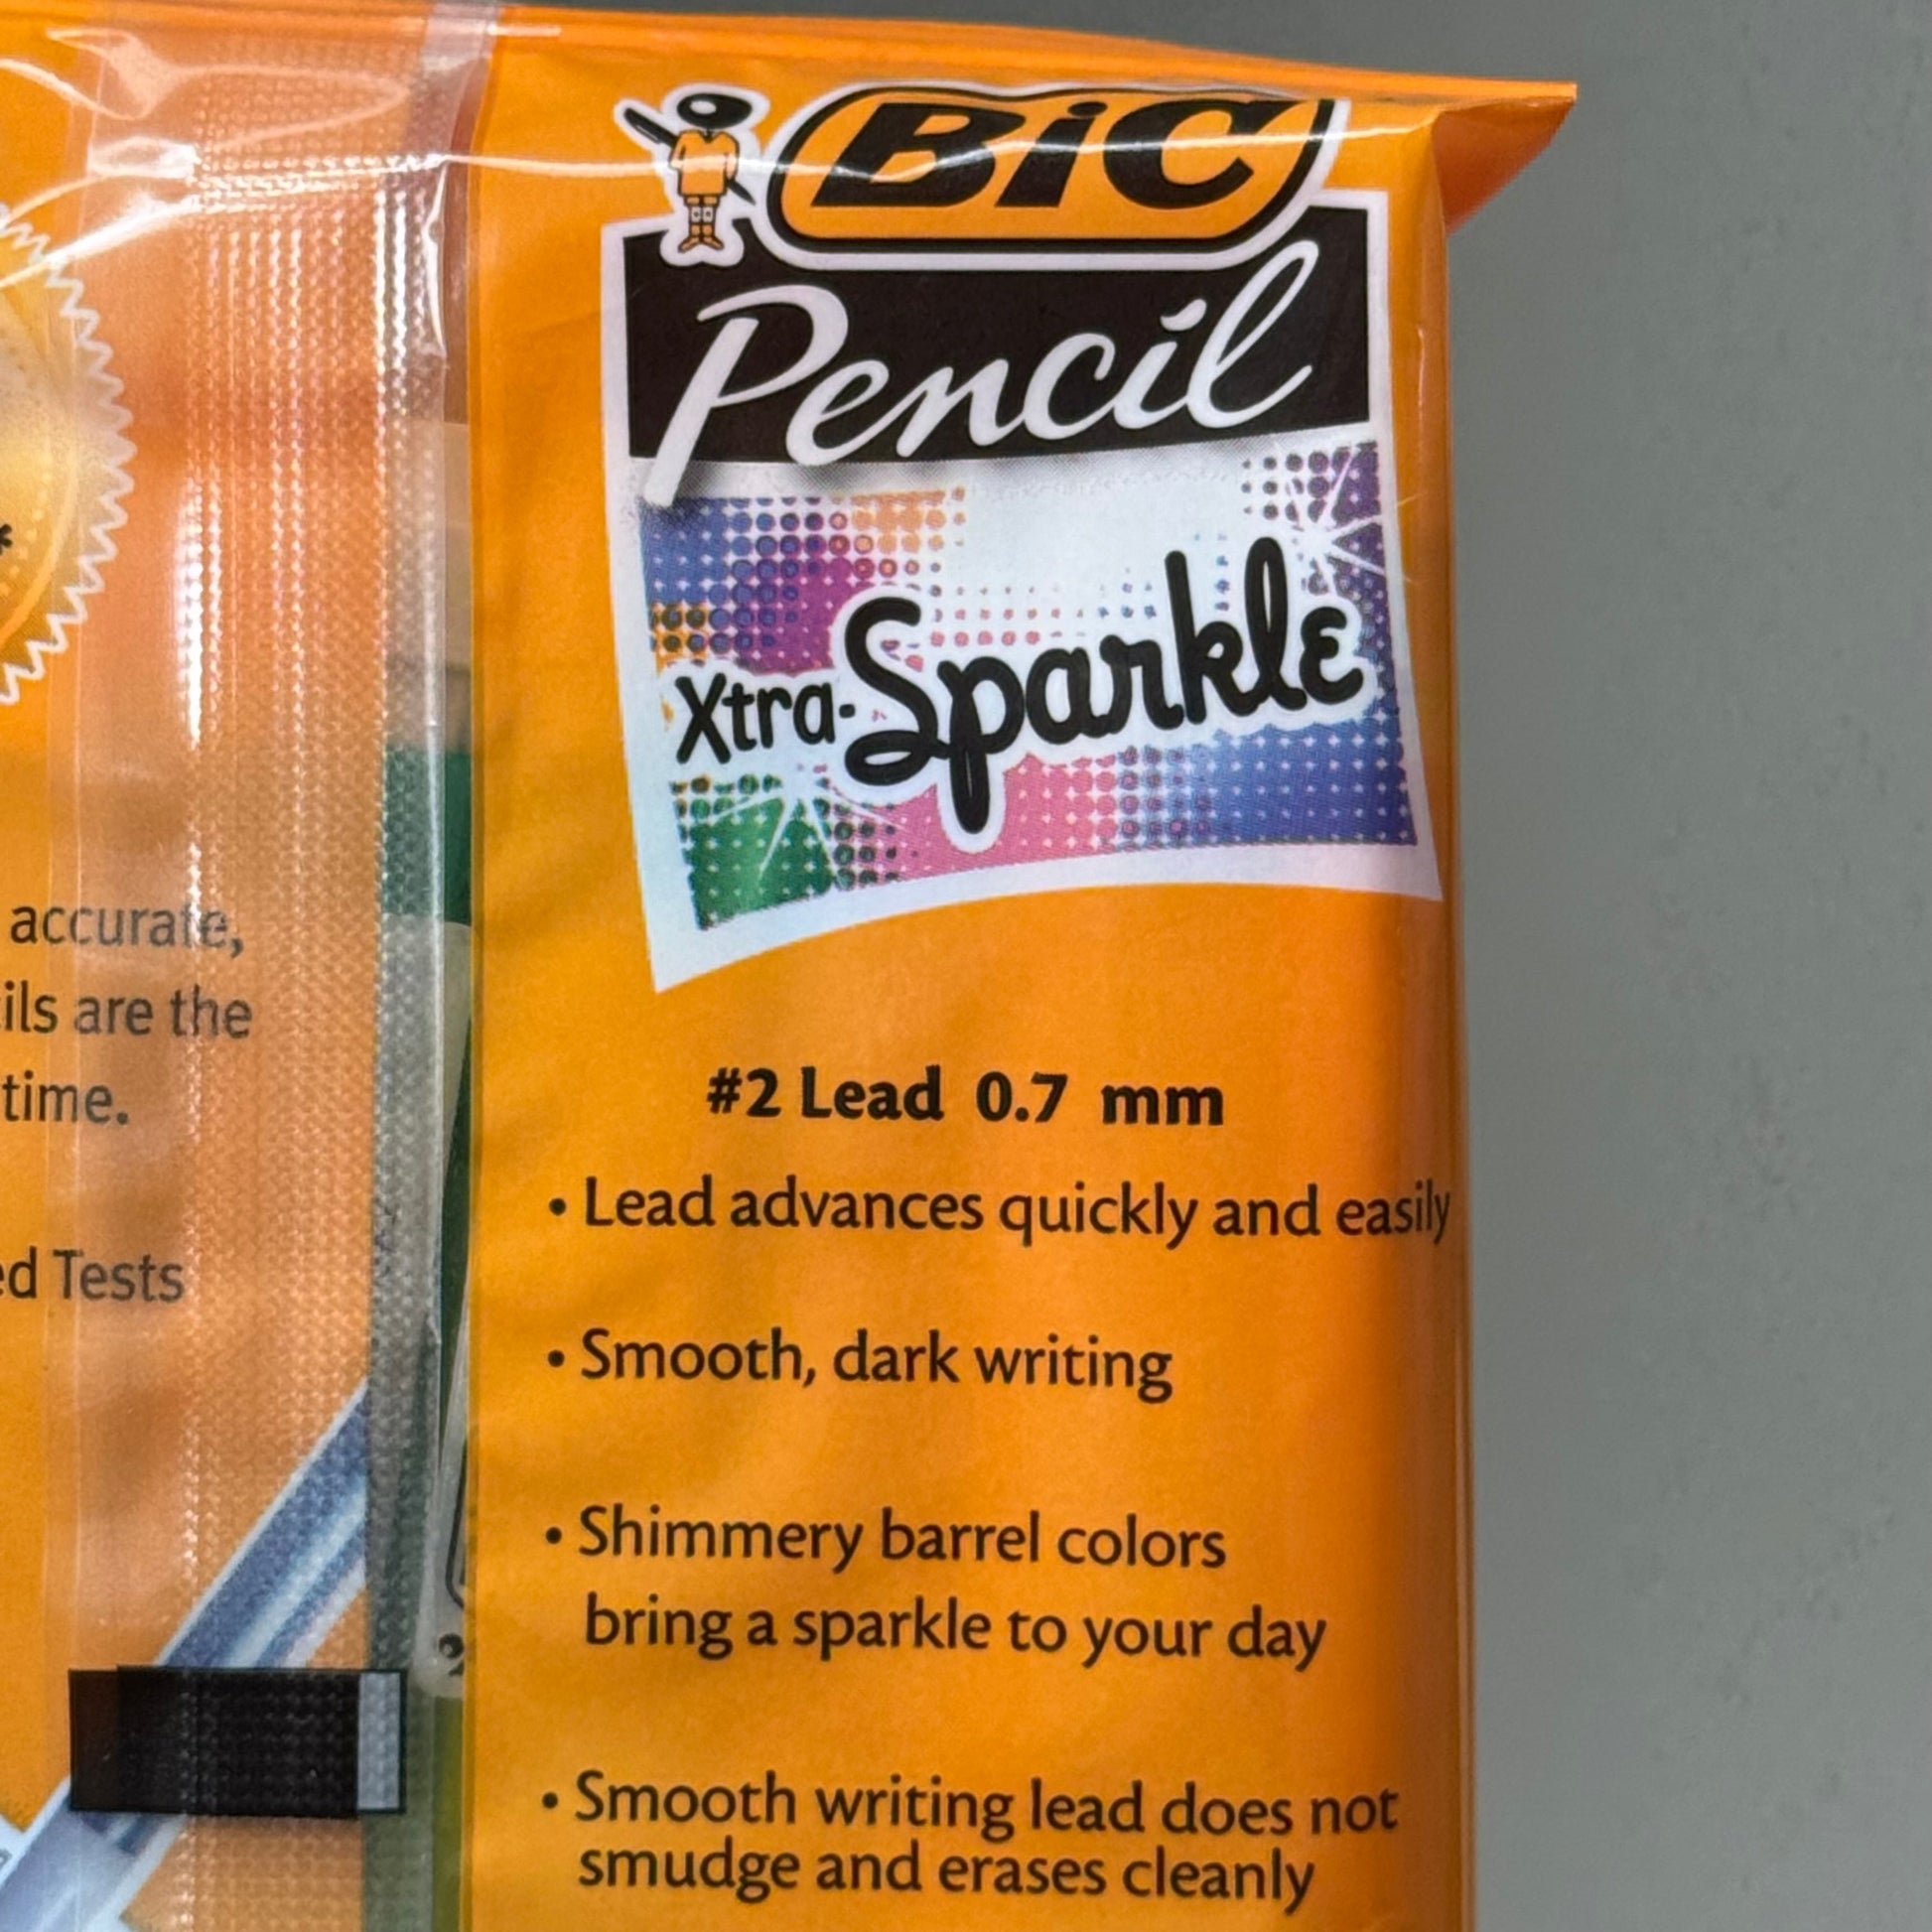 BiC
Pencil
Xtra-Sparkle
#2 Lead 0.7 mm
• Lead advances quickly and easily
• Smooth, dark writing
• Shimmery barrel colors
bring a sparkle to your day
• Smooth writing lead does not
smudge and erases cleanly
*
accurate,
ils are the
time.
ed Tests